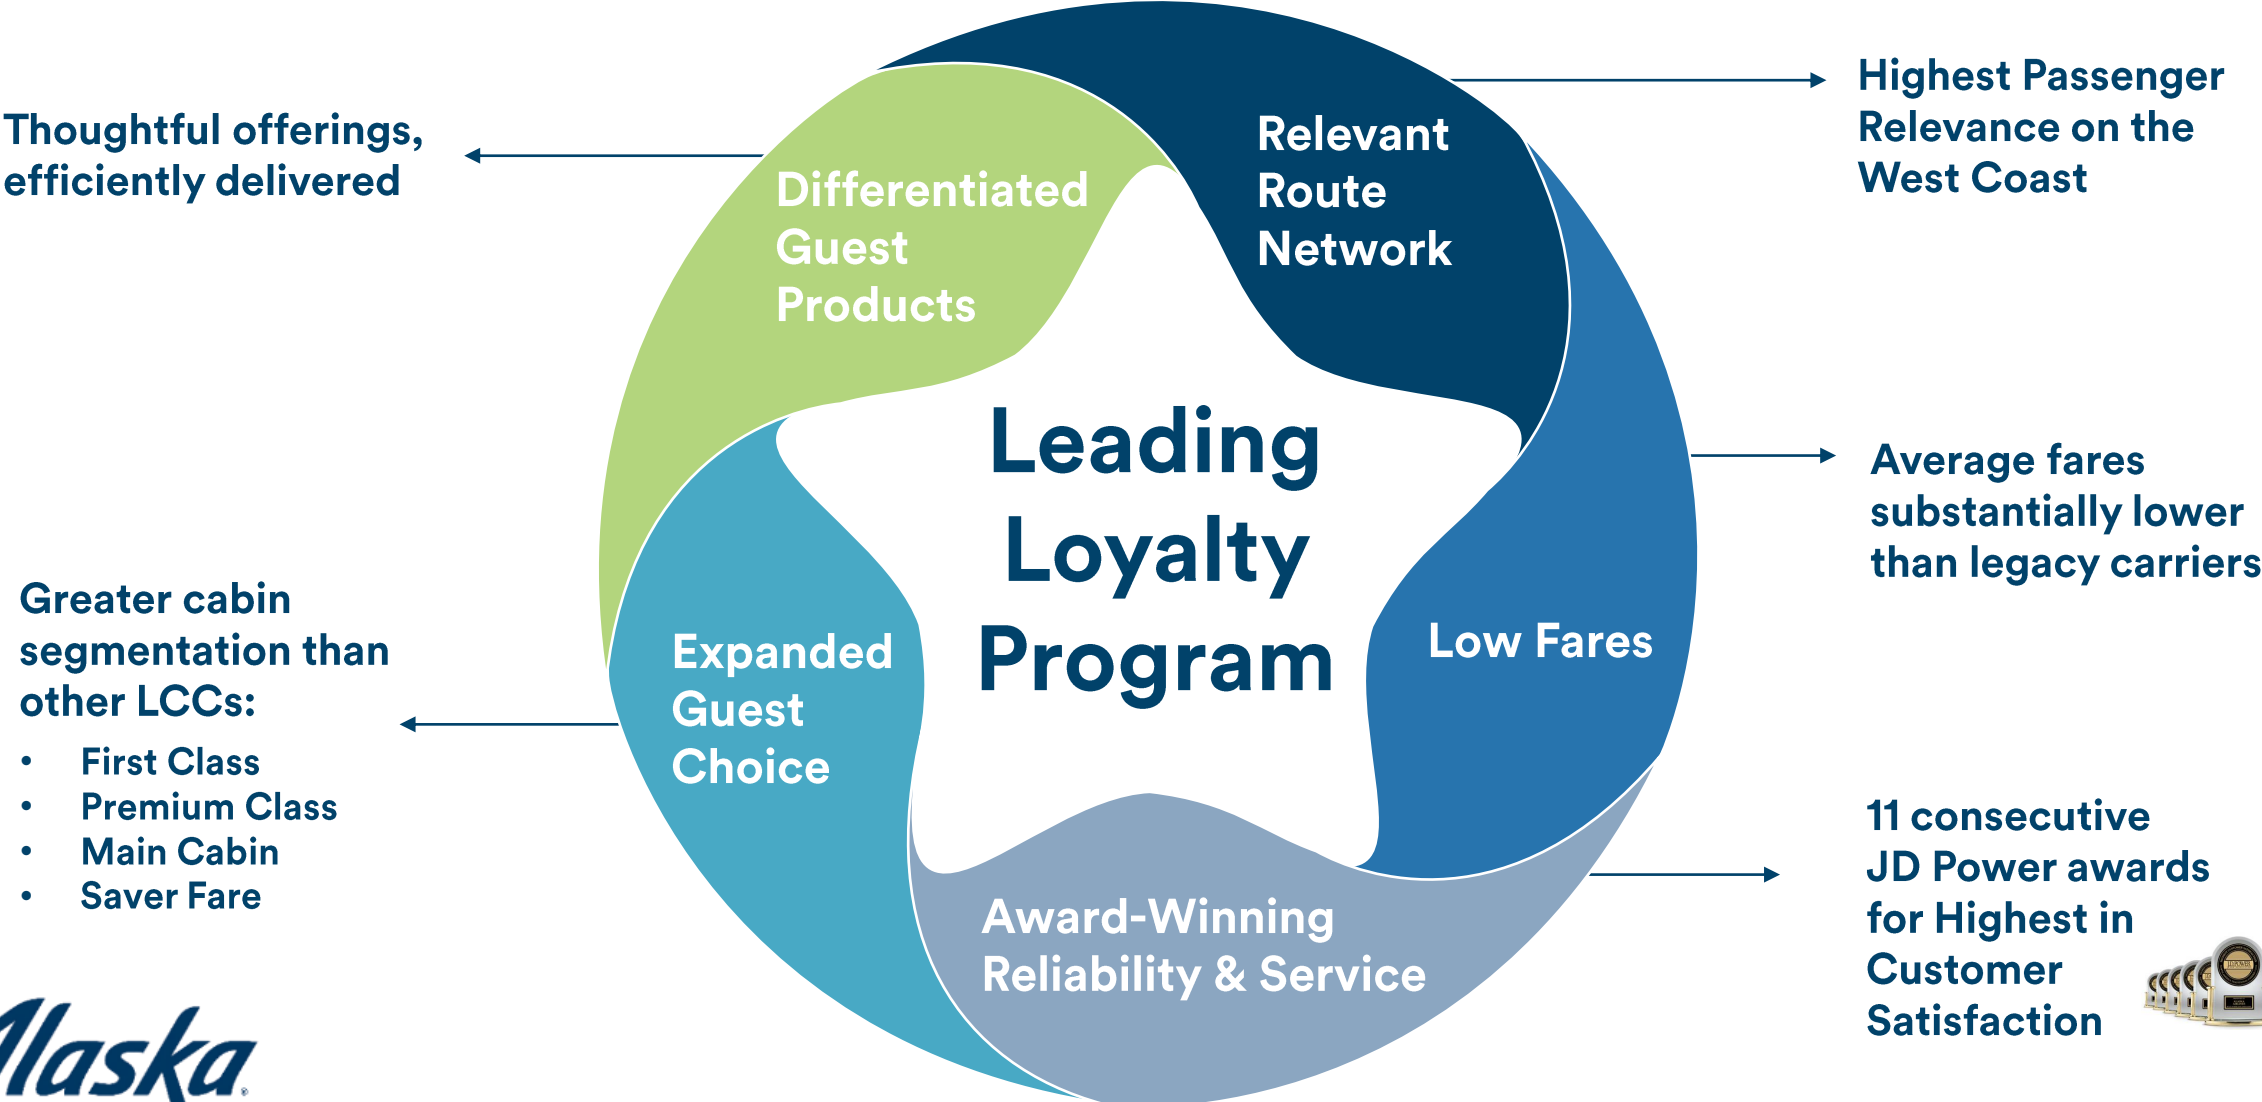 Thoughtful offerings,
efficiently delivered
Differentiated
Guest
Products
Relevant
Route
Network
Highest Passenger
Relevance on the
West Coast
Leading
Loyalty
Program
Average fares
substantially lower
than legacy carriers
Low Fares
Greater cabin
segmentation than
other LCCs:
• First Class
• Premium Class
• Main Cabin
• Saver Fare
Expanded
Guest
Choice
Award-Winning
Reliability & Service
11 consecutive
JD Power awards
for Highest in
Customer
Satisfaction
Alaska®